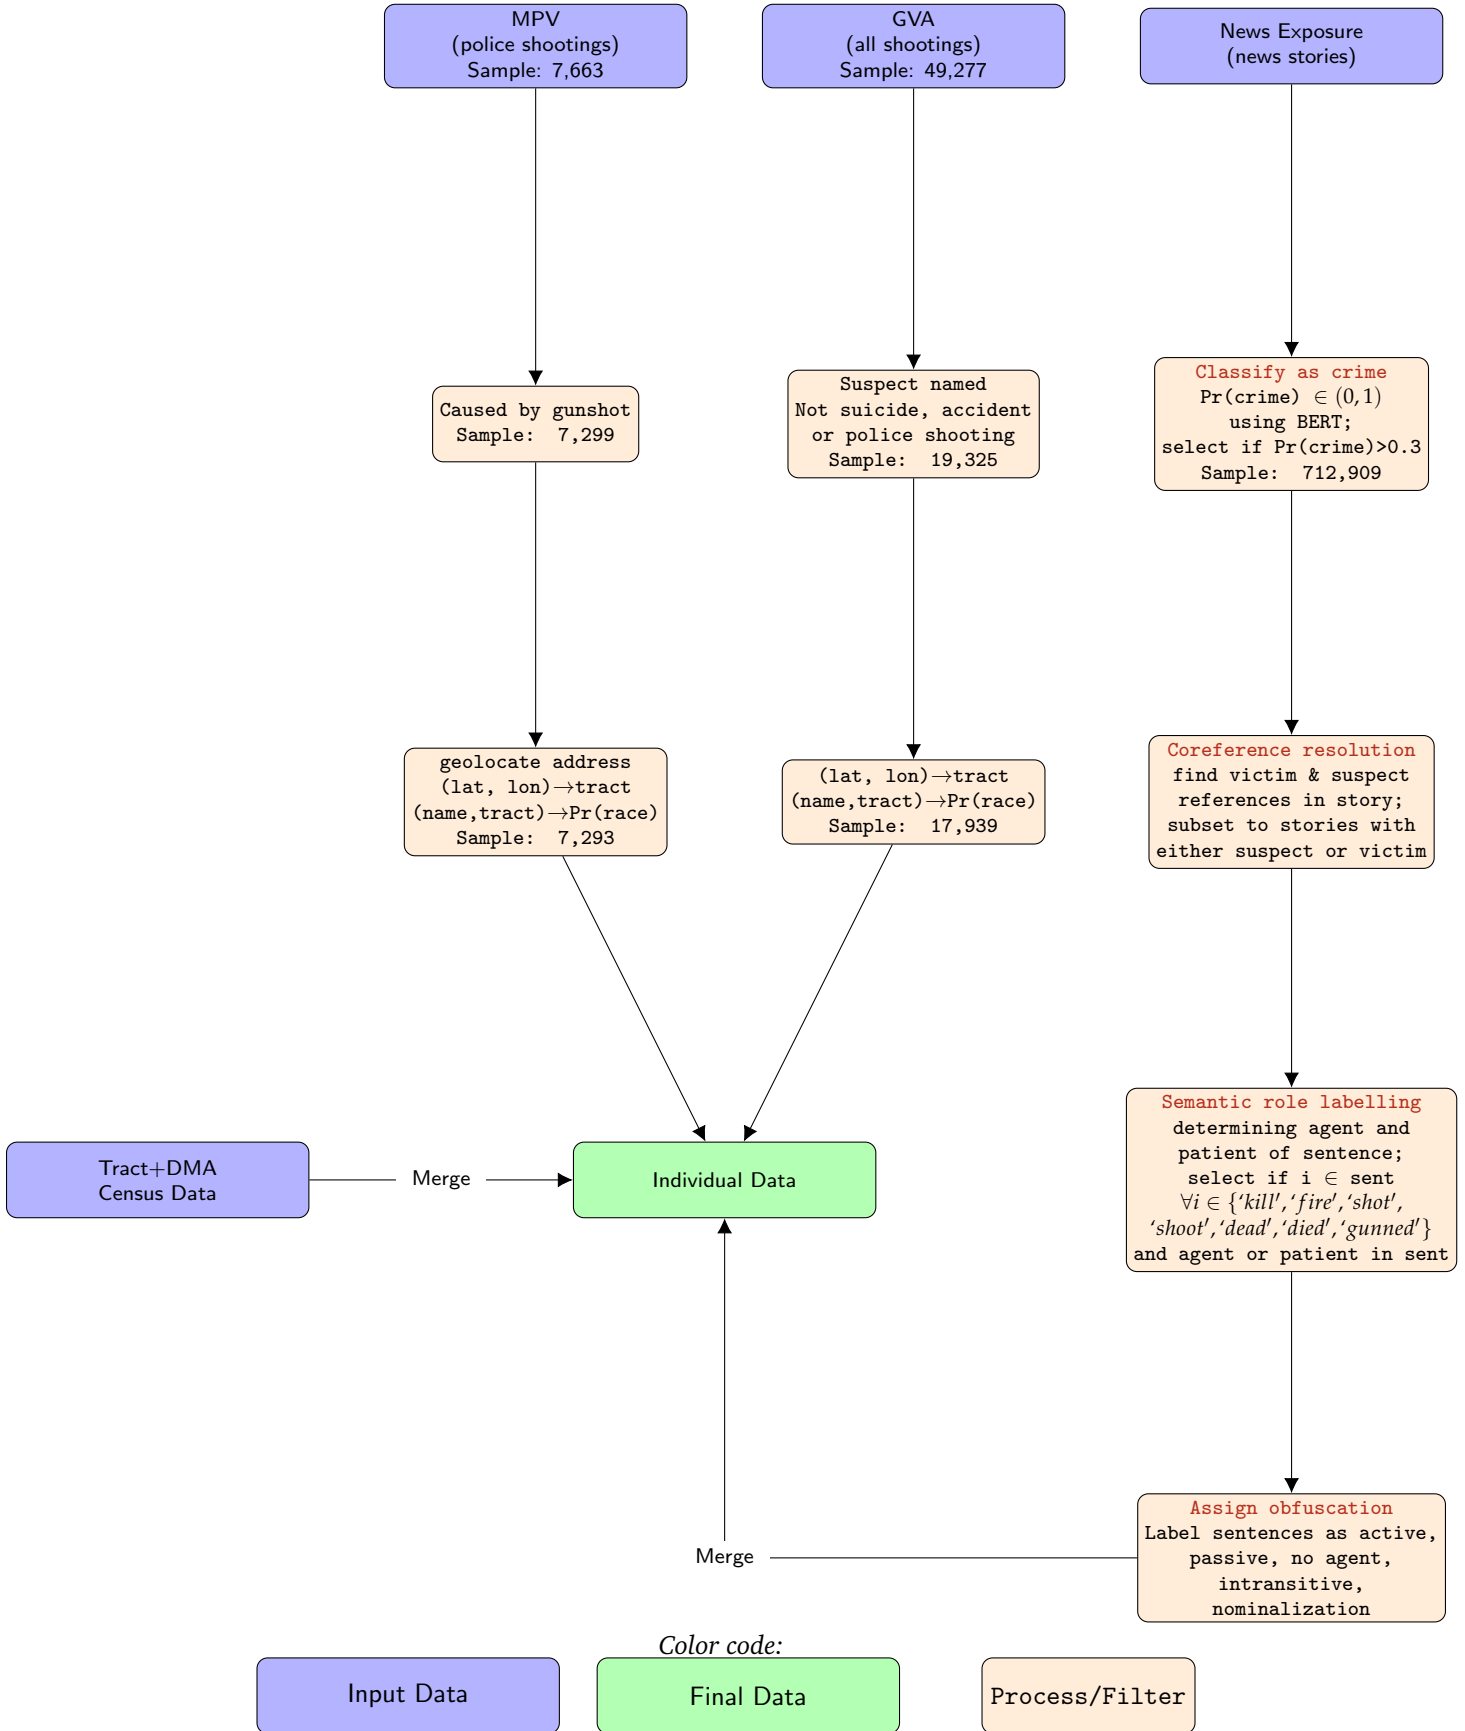 MPV
(police shootings)
Sample: 7,663
GVA
(all shootings)
Sample: 49,277
News Exposure
(news stories)
Caused by gunshot
Sample: 7,299
Suspect named
Not suicide, accident
or police shooting
Sample: 19,325
Classify as crime
Pr(crime) ∈ (0, 1)
using BERT;
select if Pr(crime)>0.3
Sample: 712,909
geolocate address
(lat, lon)→tract
(name,tract)→Pr(race)
Sample: 7,293
(lat, lon)→tract
(name,tract)→Pr(race)
Sample: 17,939
Coreference resolution
find victim & suspect
references in story;
subset to stories with
either suspect or victim
Semantic role labelling
determining agent and
patient of sentence;
select if i ∈ sent
∀i ∈ {‘kill′, ‘fire′, ‘shot′,
‘shoot′, ‘dead′, ‘died′, ‘gunned′}
and agent or patient in sent
Tract+DMA
Census Data
Merge
Individual Data
Assign obfuscation
Label sentences as active,
passive, no agent,
intransitive,
nominalization
Merge
Color code:
Input Data
Final Data
Process/Filter